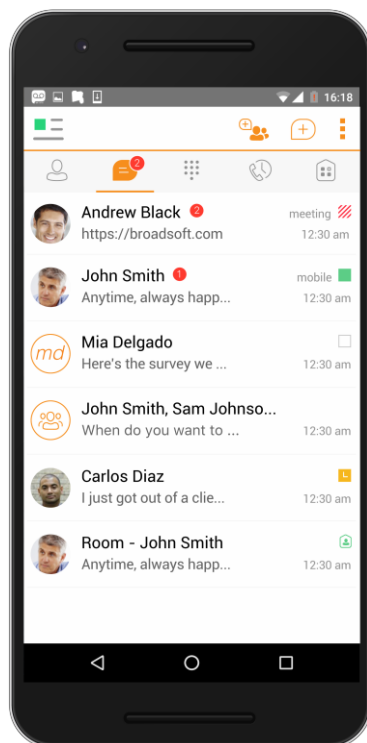 16:18
2
Andrew Black 2 meeting
https://broadsoft.com 12:30 am
John Smith 1 mobile
Anytime, always happ... 12:30 am
md
Mia Delgado
Here's the survey we ... 12:30 am
John Smith, Sam Johnso...
When do you want to ... 12:30 am
Carlos Diaz
I just got out of a clie... 12:30 am
Room - John Smith
Anytime, always happ... 12:30 am